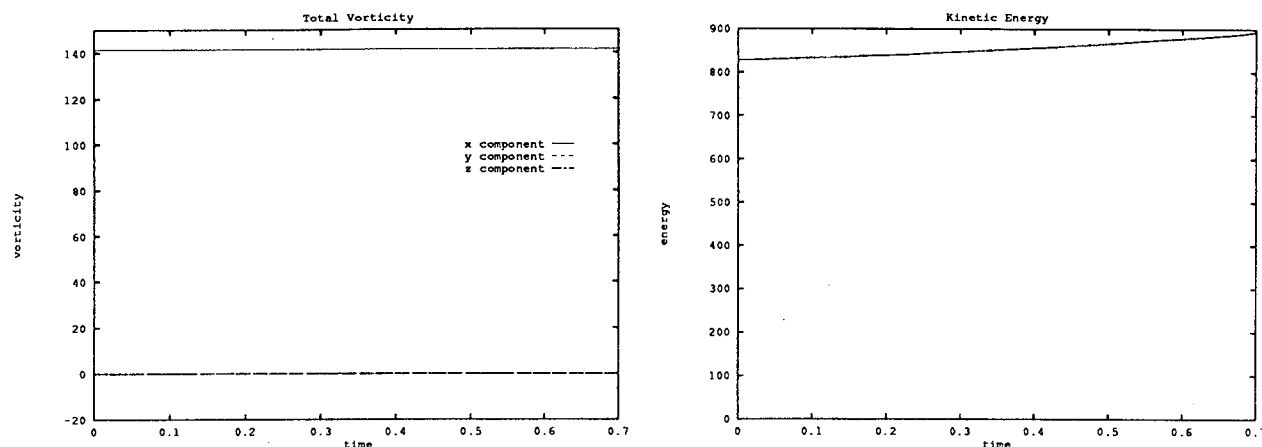 Total Vorticity
140
120
100
80
60
40
20
0
-20
vorticity
x component
y component
z component
0 0.1 0.2 0.3 0.4 0.5 0.6 0.7
time
Kinetic Energy
900
800
700
600
500
400
300
200
100
0
energy
0 0.1 0.2 0.3 0.4 0.5 0.6 0.7
time